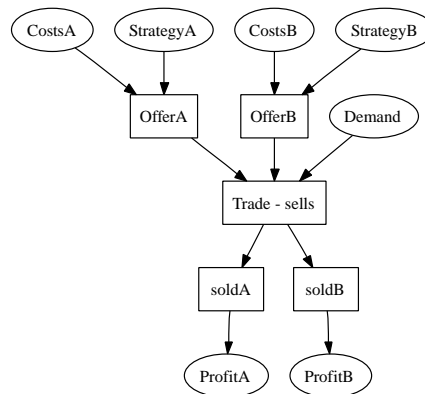 CostsA
StrategyA
CostsB
StrategyB
OfferA
OfferB
Demand
Trade - sells
soldA
soldB
ProfitA
ProfitB